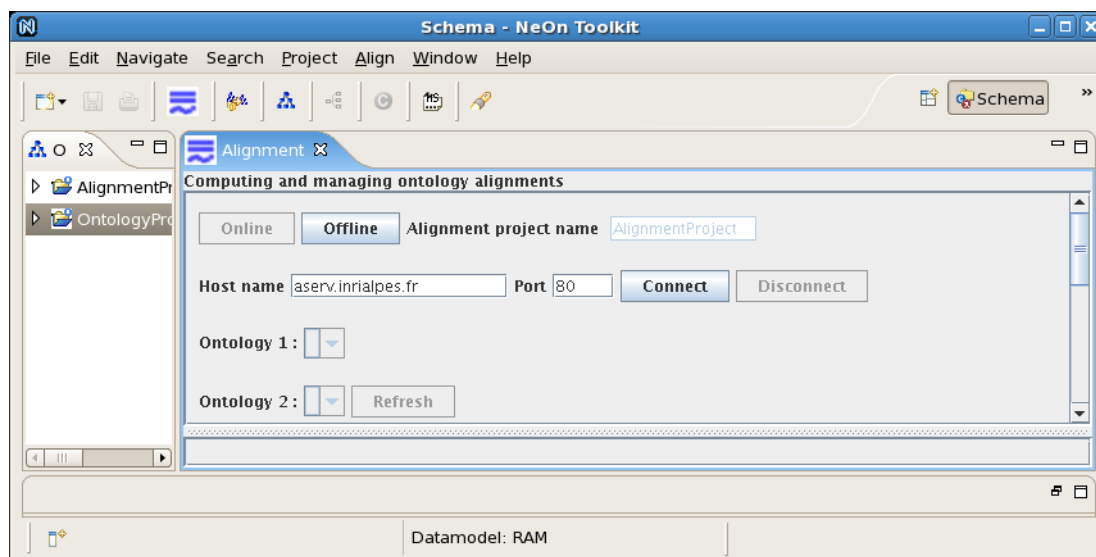 Schema - NeOn Toolkit
File Edit Navigate Search Project Align Window Help
Schema »
O
Alignment
AlignmentPr
OntologyPro
Computing and managing ontology alignments
Online Offline Alignment project name AlignmentProject
Host name aserv.inrialpes.fr Port 80 Connect Disconnect
Ontology 1 :
Ontology 2 : Refresh
Datamodel: RAM